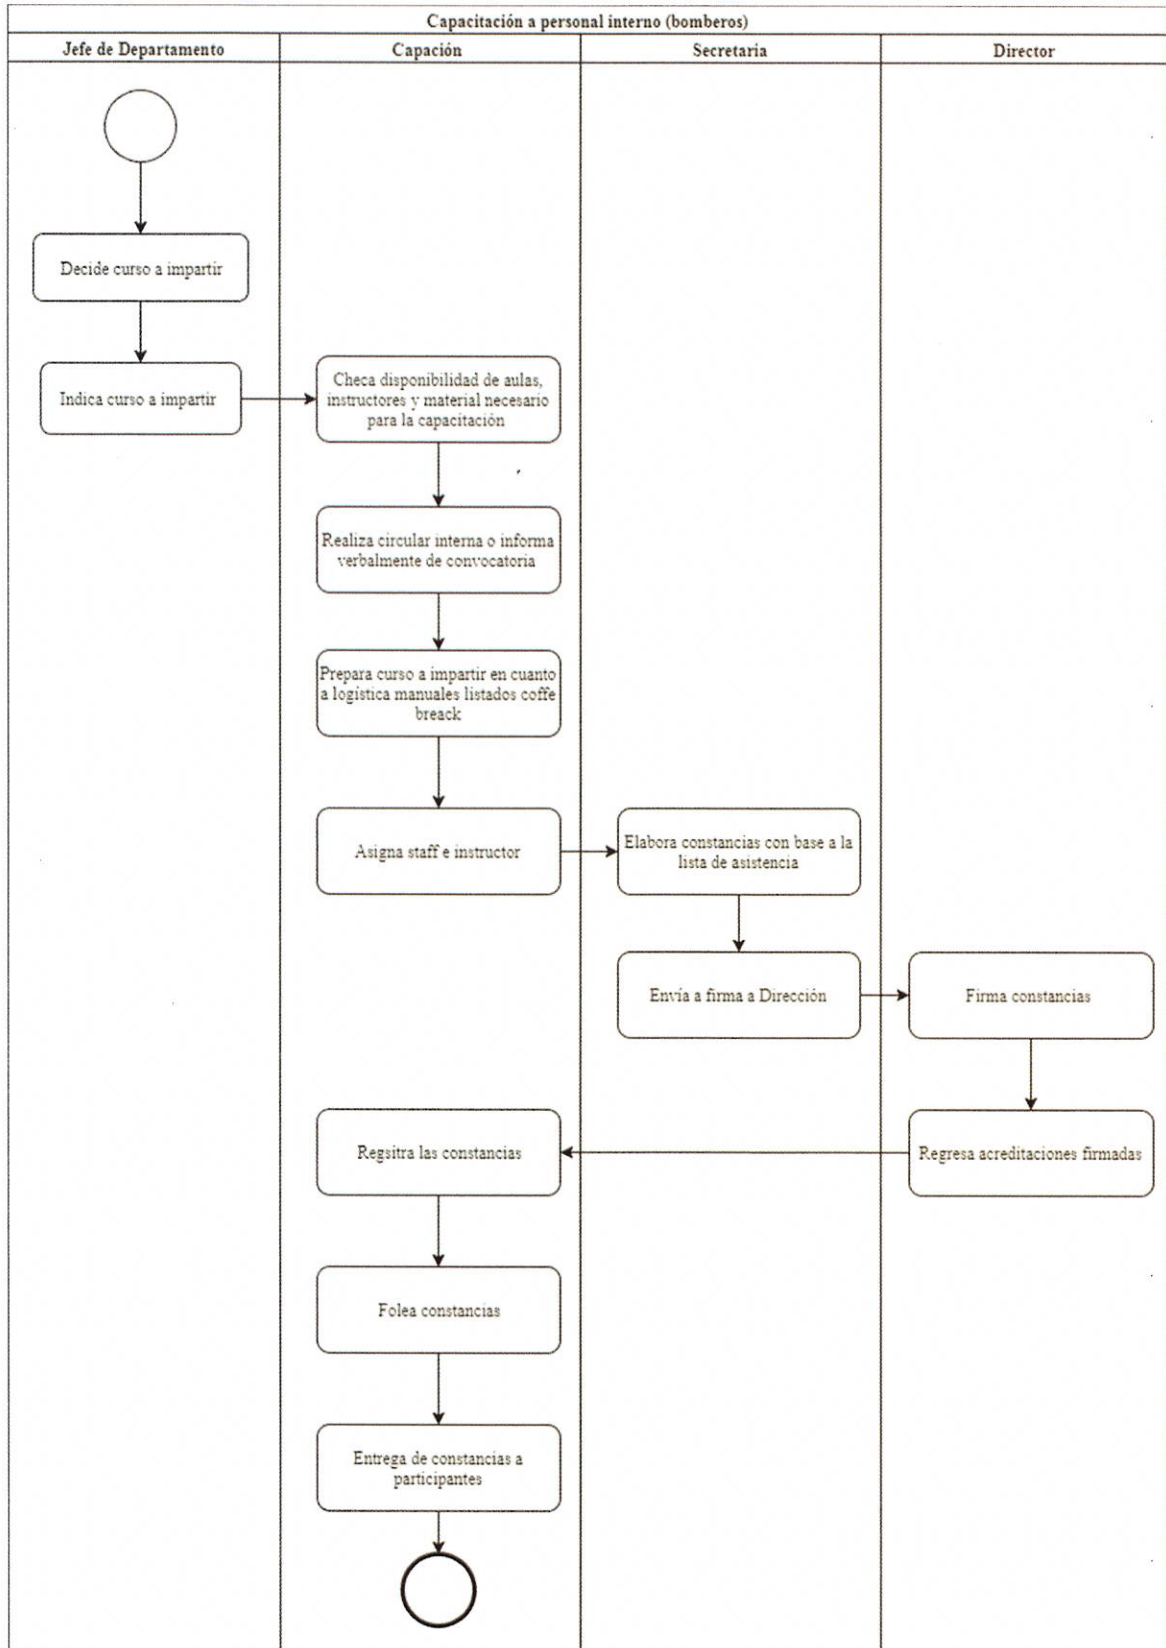 Capacitación a personal interno (bomberos)
Jefe de Departamento
Capación
Secretaria
Director
Decide curso a impartir
Indica curso a impartir
Checa disponibilidad de aulas,
instructores y material necesario
para la capacitación
Realiza circular interna o informa
verbalmente de convocatoria
Prepara curso a impartir en cuanto
a logística manuales listados coffe
breack
Asigna staff e instructor
Elabora constancias con base a la
lista de asistencia
Envía a firma a Dirección
Firma constancias
Regresa acreditaciones firmadas
Regsitra las constancias
Folea constancias
Entrega de constancias a
participantes